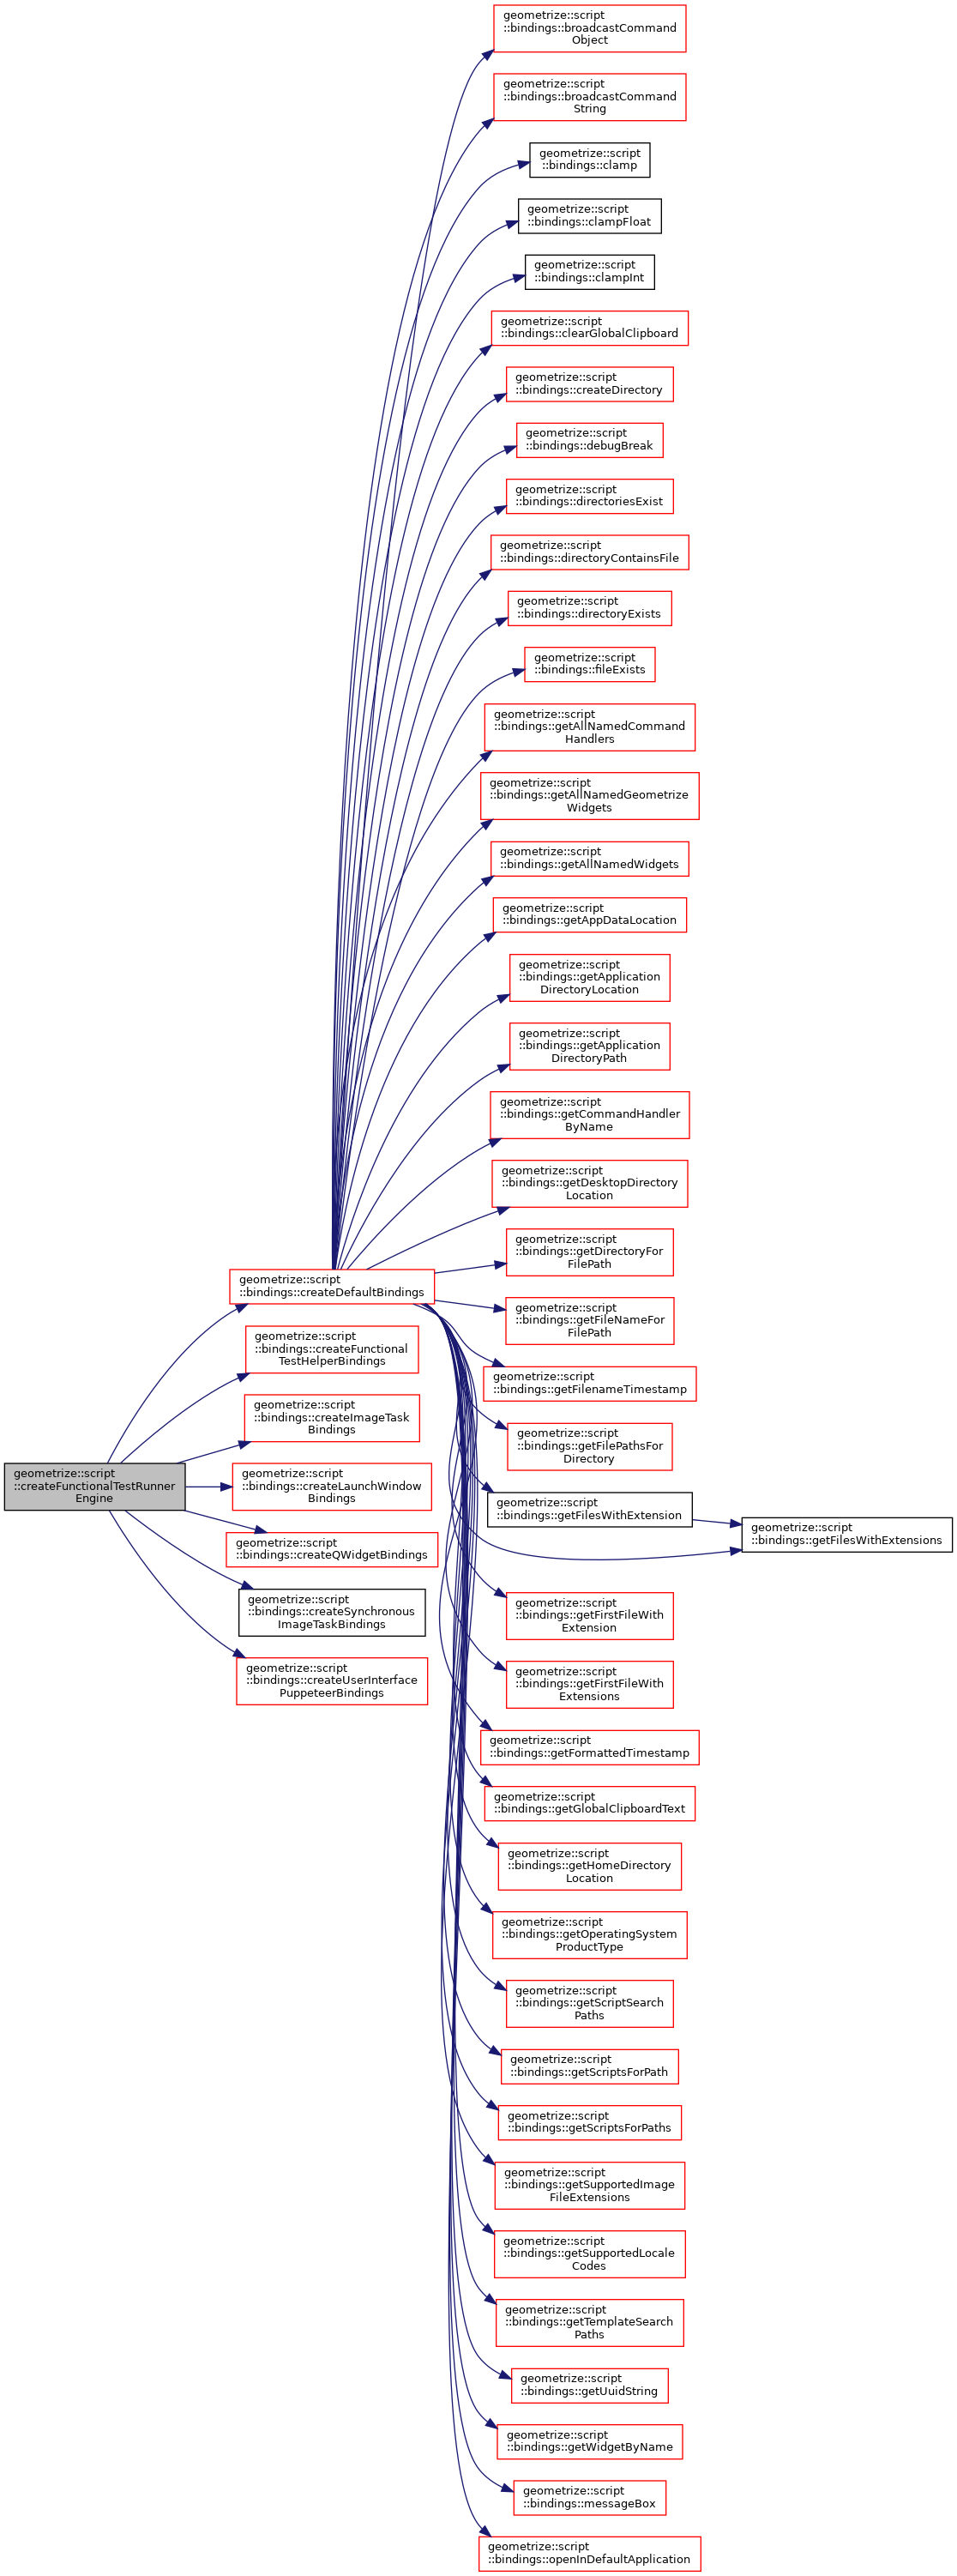 geometrize::script
::bindings::broadcastCommand
Object
geometrize::script
::bindings::broadcastCommand
String
geometrize::script
::bindings::clamp
geometrize::script
::bindings::clampFloat
geometrize::script
::bindings::clampInt
geometrize::script
::bindings::clearGlobalClipboard
geometrize::script
::bindings::createDirectory
geometrize::script
::bindings::debugBreak
geometrize::script
::bindings::directoriesExist
geometrize::script
::bindings::directoryContainsFile
geometrize::script
::bindings::directoryExists
geometrize::script
::bindings::fileExists
geometrize::script
::bindings::getAllNamedCommand
Handlers
geometrize::script
::bindings::getAllNamedGeometrize
Widgets
geometrize::script
::bindings::getAllNamedWidgets
geometrize::script
::bindings::getAppDataLocation
geometrize::script
::bindings::getApplication
DirectoryLocation
geometrize::script
::bindings::getApplication
DirectoryPath
geometrize::script
::bindings::getCommandHandler
ByName
geometrize::script
::bindings::getDesktopDirectory
Location
geometrize::script
::bindings::getDirectoryFor
FilePath
geometrize::script
::bindings::createDefaultBindings
geometrize::script
::bindings::getFileNameFor
FilePath
geometrize::script
::bindings::createFunctional
TestHelperBindings
geometrize::script
::bindings::getFilenameTimestamp
geometrize::script
::bindings::createImageTask
Bindings
geometrize::script
::bindings::getFilePathsFor
Directory
geometrize::script
::createFunctionalTestRunner
Engine
geometrize::script
::bindings::createLaunchWindow
Bindings
geometrize::script
::bindings::getFilesWithExtension
geometrize::script
::bindings::getFilesWithExtensions
geometrize::script
::bindings::createQWidgetBindings
geometrize::script
::bindings::createSynchronous
ImageTaskBindings
geometrize::script
::bindings::getFirstFileWith
Extension
geometrize::script
::bindings::createUserInterface
PuppeteerBindings
geometrize::script
::bindings::getFirstFileWith
Extensions
geometrize::script
::bindings::getFormattedTimestamp
geometrize::script
::bindings::getGlobalClipboardText
geometrize::script
::bindings::getHomeDirectory
Location
geometrize::script
::bindings::getOperatingSystem
ProductType
geometrize::script
::bindings::getScriptSearch
Paths
geometrize::script
::bindings::getScriptsForPath
geometrize::script
::bindings::getScriptsForPaths
geometrize::script
::bindings::getSupportedImage
FileExtensions
geometrize::script
::bindings::getSupportedLocale
Codes
geometrize::script
::bindings::getTemplateSearch
Paths
geometrize::script
::bindings::getUuidString
geometrize::script
::bindings::getWidgetByName
geometrize::script
::bindings::messageBox
geometrize::script
::bindings::openInDefaultApplication